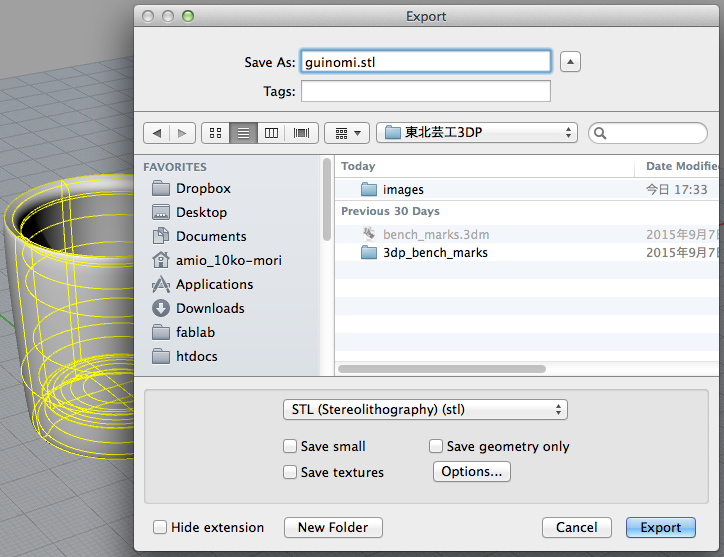 Export
Save As: guinomi.stl
Tags:
東北芸工3DP
FAVORITES
Dropbox
Desktop
Documents
amio_10ko-mori
Applications
Downloads
fablab
htdocs
Today Date Modified
images 今日 17:33
Previous 30 Days
bench_marks.3dm 2015年9月7
3dp_bench_marks 2015年9月7
STL (Stereolithography) (stl)
Save small Save geometry only
Save textures Options...
Hide extension New Folder Cancel Export